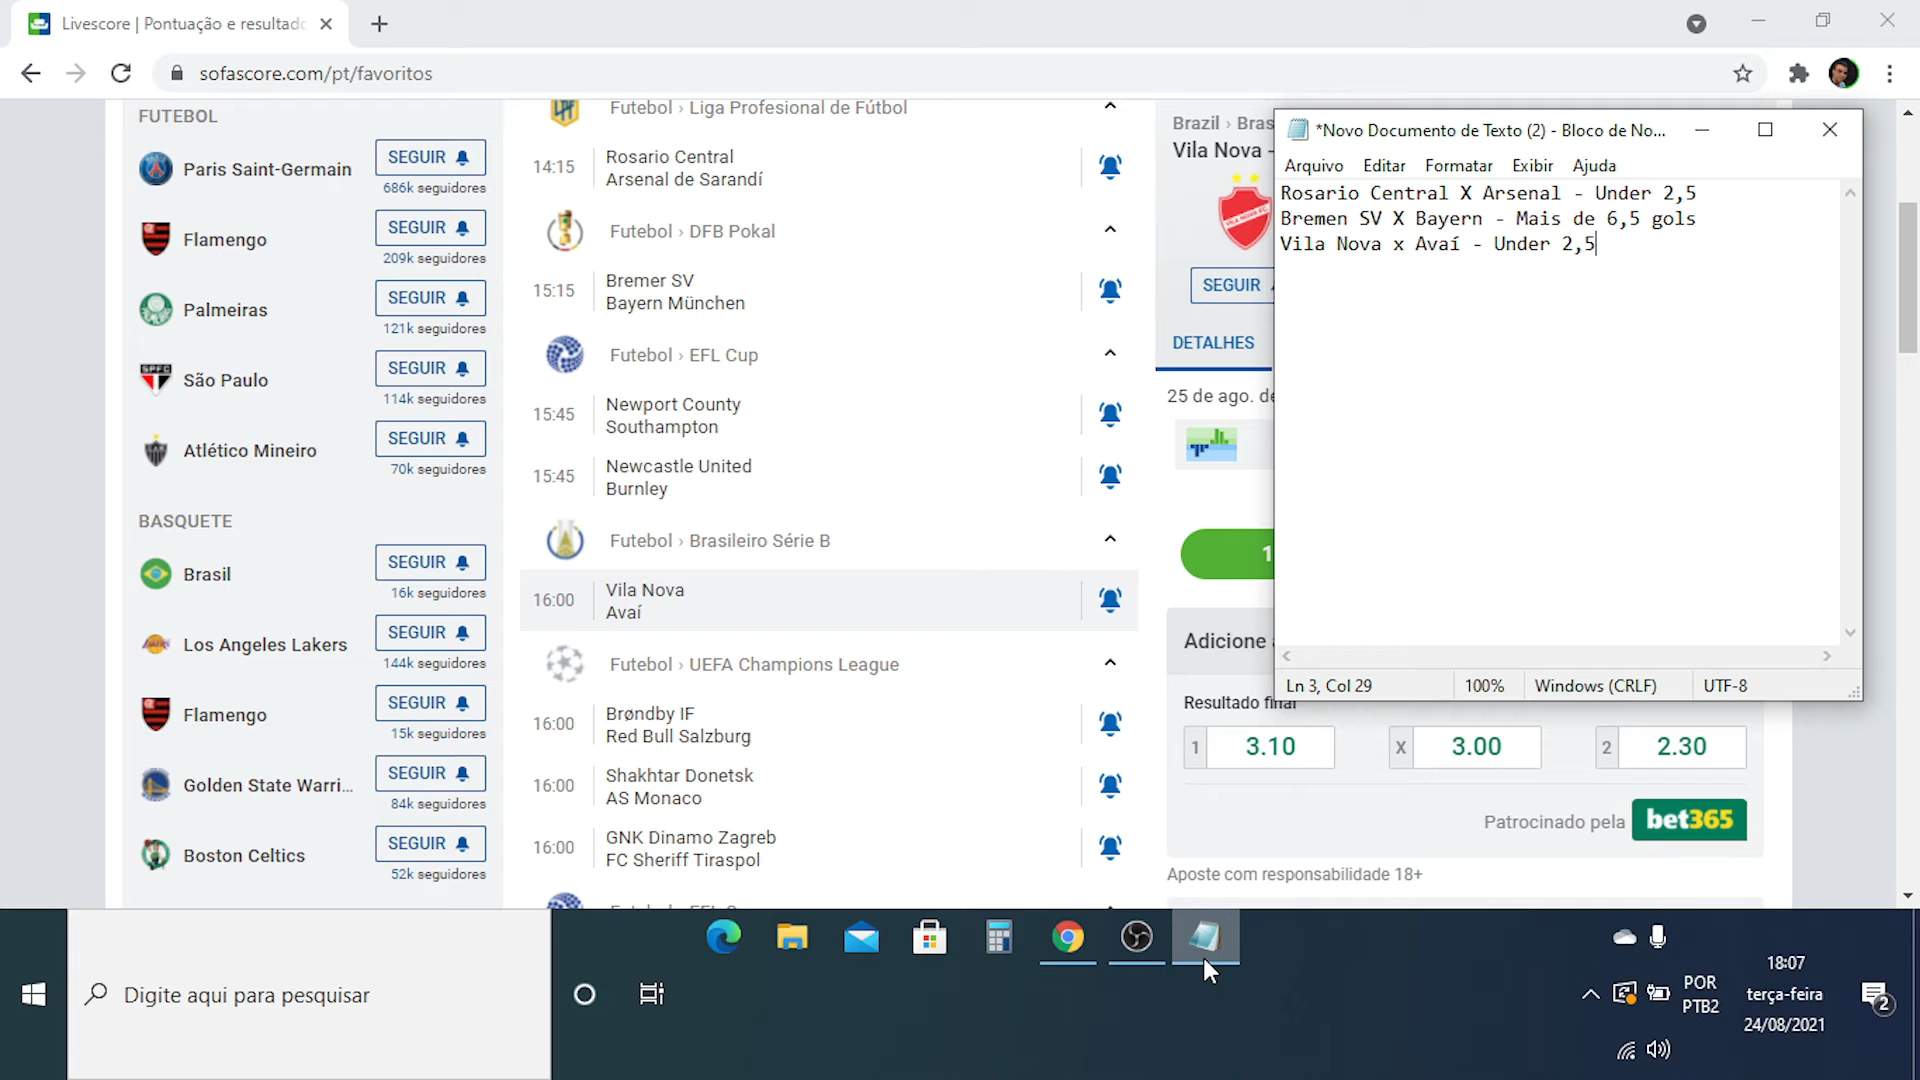 Livescore | Pontuação e resultado
sofascore.com/pt/favoritos
FUTEBOL
Paris Saint-Germain
SEGUIR
686k seguidores
Flamengo
SEGUIR
209k seguidores
Palmeiras
SEGUIR
121k seguidores
São Paulo
SEGUIR
114k seguidores
Atlético Mineiro
SEGUIR
70k seguidores
BASQUETE
Brasil
SEGUIR
16k seguidores
Los Angeles Lakers
SEGUIR
144k seguidores
Flamengo
SEGUIR
15k seguidores
Golden State Warri...
SEGUIR
84k seguidores
Boston Celtics
SEGUIR
52k seguidores
Futebol › Liga Profesional de Fútbol
14:15
Rosario Central
Arsenal de Sarandí
Futebol › DFB Pokal
15:15
Bremer SV
Bayern München
Futebol › EFL Cup
15:45
Newport County
Southampton
15:45
Newcastle United
Burnley
Futebol › Brasileiro Série B
16:00
Vila Nova
Avaí
Futebol › UEFA Champions League
16:00
Brøndby IF
Red Bull Salzburg
16:00
Shakhtar Donetsk
AS Monaco
16:00
GNK Dinamo Zagreb
FC Sheriff Tiraspol
Brazil › Bras
Vila Nova -
VILA NOVA F.C.
SEGUIR
DETALHES
25 de ago. de
1
Adicione
Resultado final
1 3.10 X 3.00 2 2.30
Patrocinado pela bet365
Aposte com responsabilidade 18+
*Novo Documento de Texto (2) - Bloco de No...
Arquivo Editar Formatar Exibir Ajuda
Rosario Central X Arsenal - Under 2,5
Bremen SV X Bayern - Mais de 6,5 gols
Vila Nova x Avaí - Under 2,5
Ln 3, Col 29 100% Windows (CRLF) UTF-8
Digite aqui para pesquisar
POR
PTB2
18:07
terça-feira
24/08/2021
2